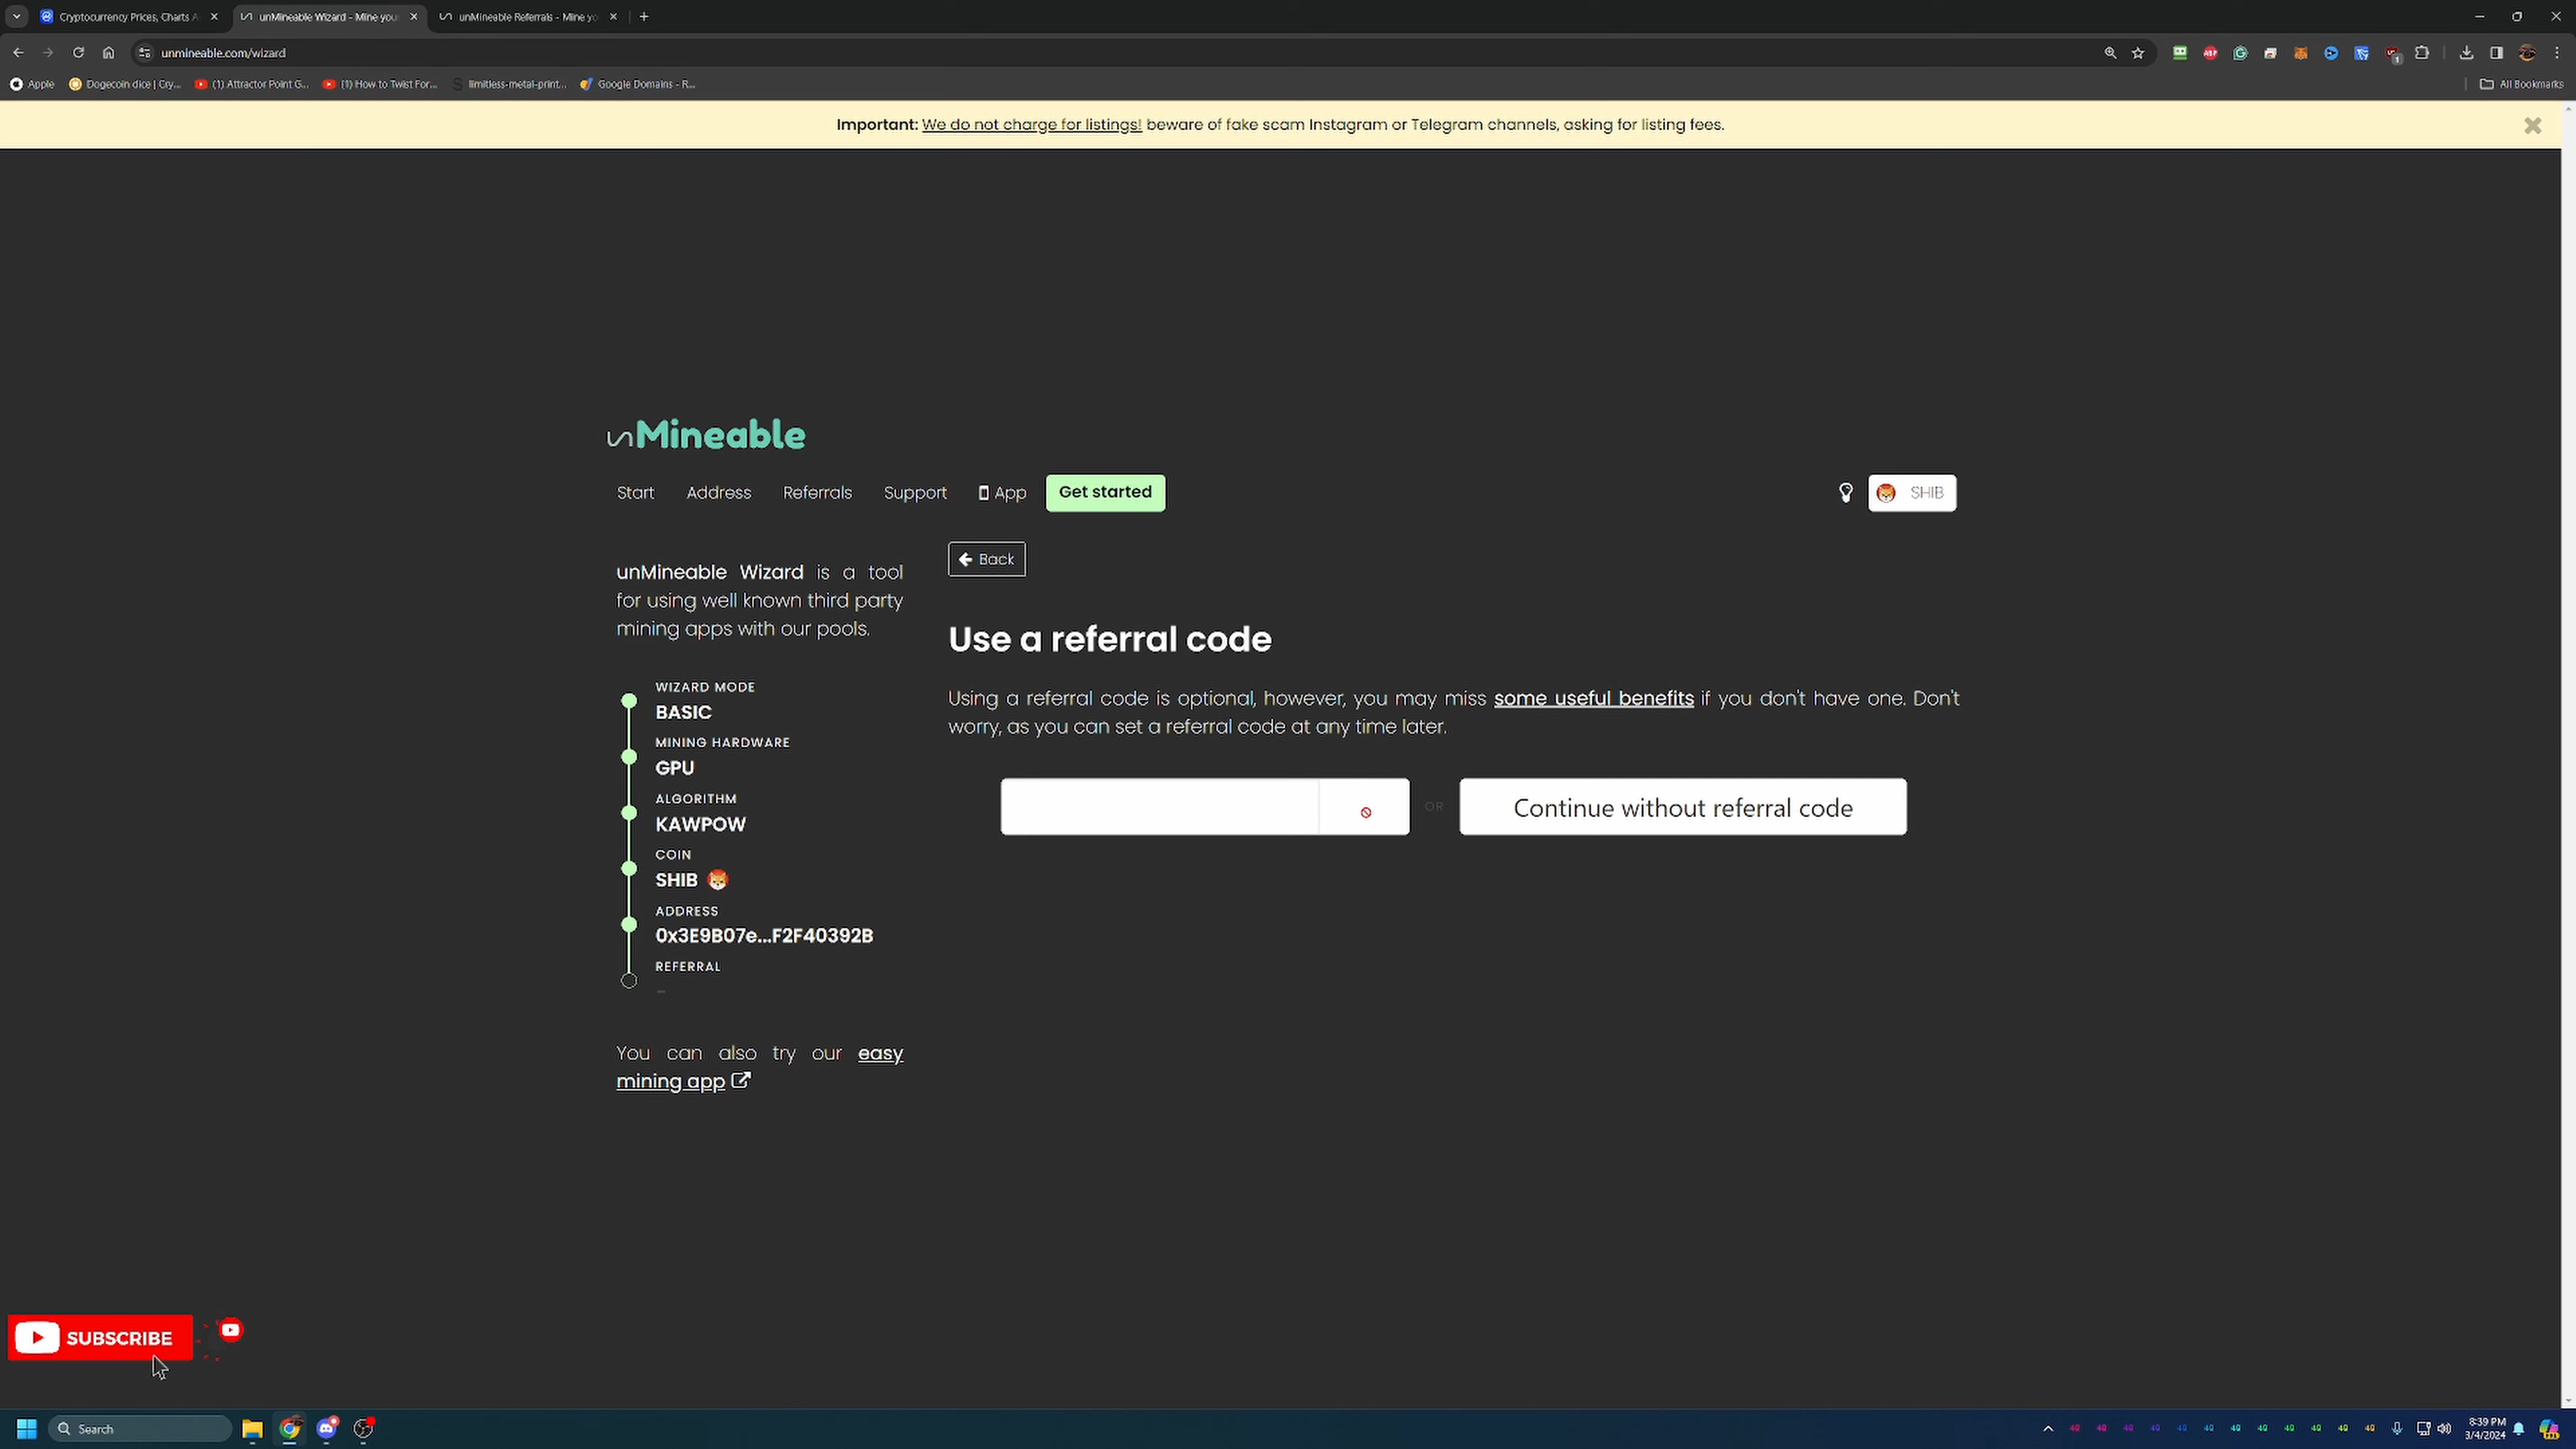 Cryptocurrency Prices, Charts A
unMineable Wizard - Mine you
unMineable Referrals - Mine yo
unmineable.com/wizard
Apple
Dogecoin dice | Cry...
(1) Attractor Point G...
(1) How to Twist For...
limitless-metal-print...
Google Domains - R...
All Bookmarks
Important: We do not charge for listings! beware of fake scam Instagram or Telegram channels, asking for listing fees.
unMineable
Start
Address
Referrals
Support
App
Get started
SHIB
Back
unMineable Wizard is a tool
for using well known third party
mining apps with our pools.
Use a referral code
Using a referral code is optional, however, you may miss some useful benefits if you don't have one. Don't
worry, as you can set a referral code at any time later.
OR
Continue without referral code
WIZARD MODE
BASIC
MINING HARDWARE
GPU
ALGORITHM
KAWPOW
COIN
SHIB
ADDRESS
0x3E9B07e...F2F40392B
REFERRAL
-
You can also try our easy
mining app
SUBSCRIBE
Search
8:39 PM
3/4/2024